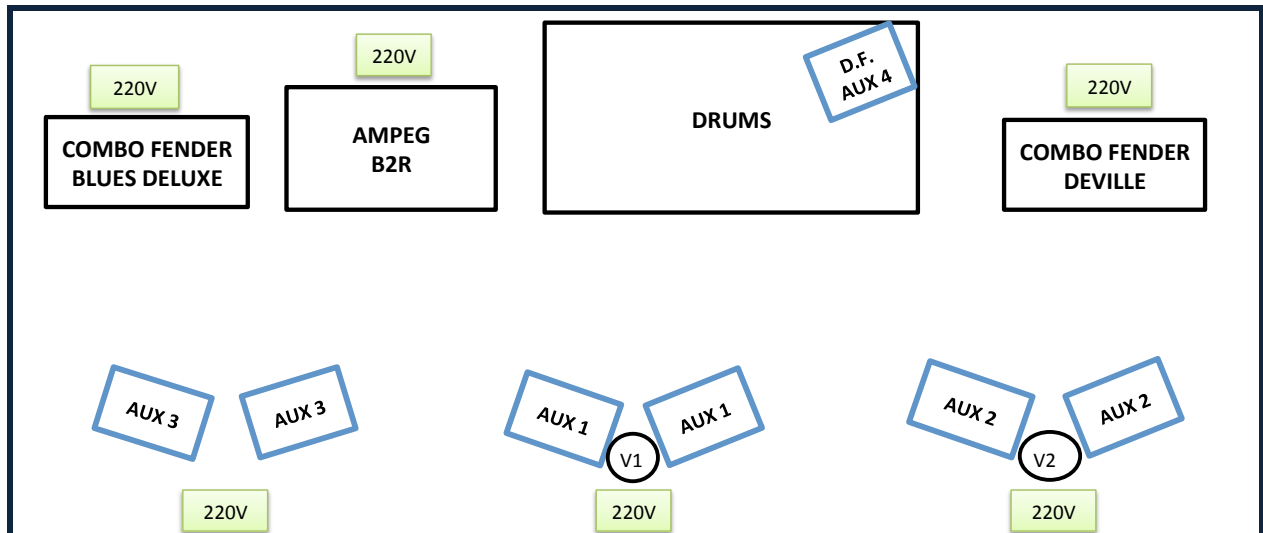 220V
220V
220V
COMBO FENDER
BLUES DELUXE
AMPEG
B2R
DRUMS
D.F.
AUX 4
COMBO FENDER
DEVILLE
AUX 3
AUX 3
AUX 1
AUX 1
AUX 2
AUX 2
V1
V2
220V
220V
220V